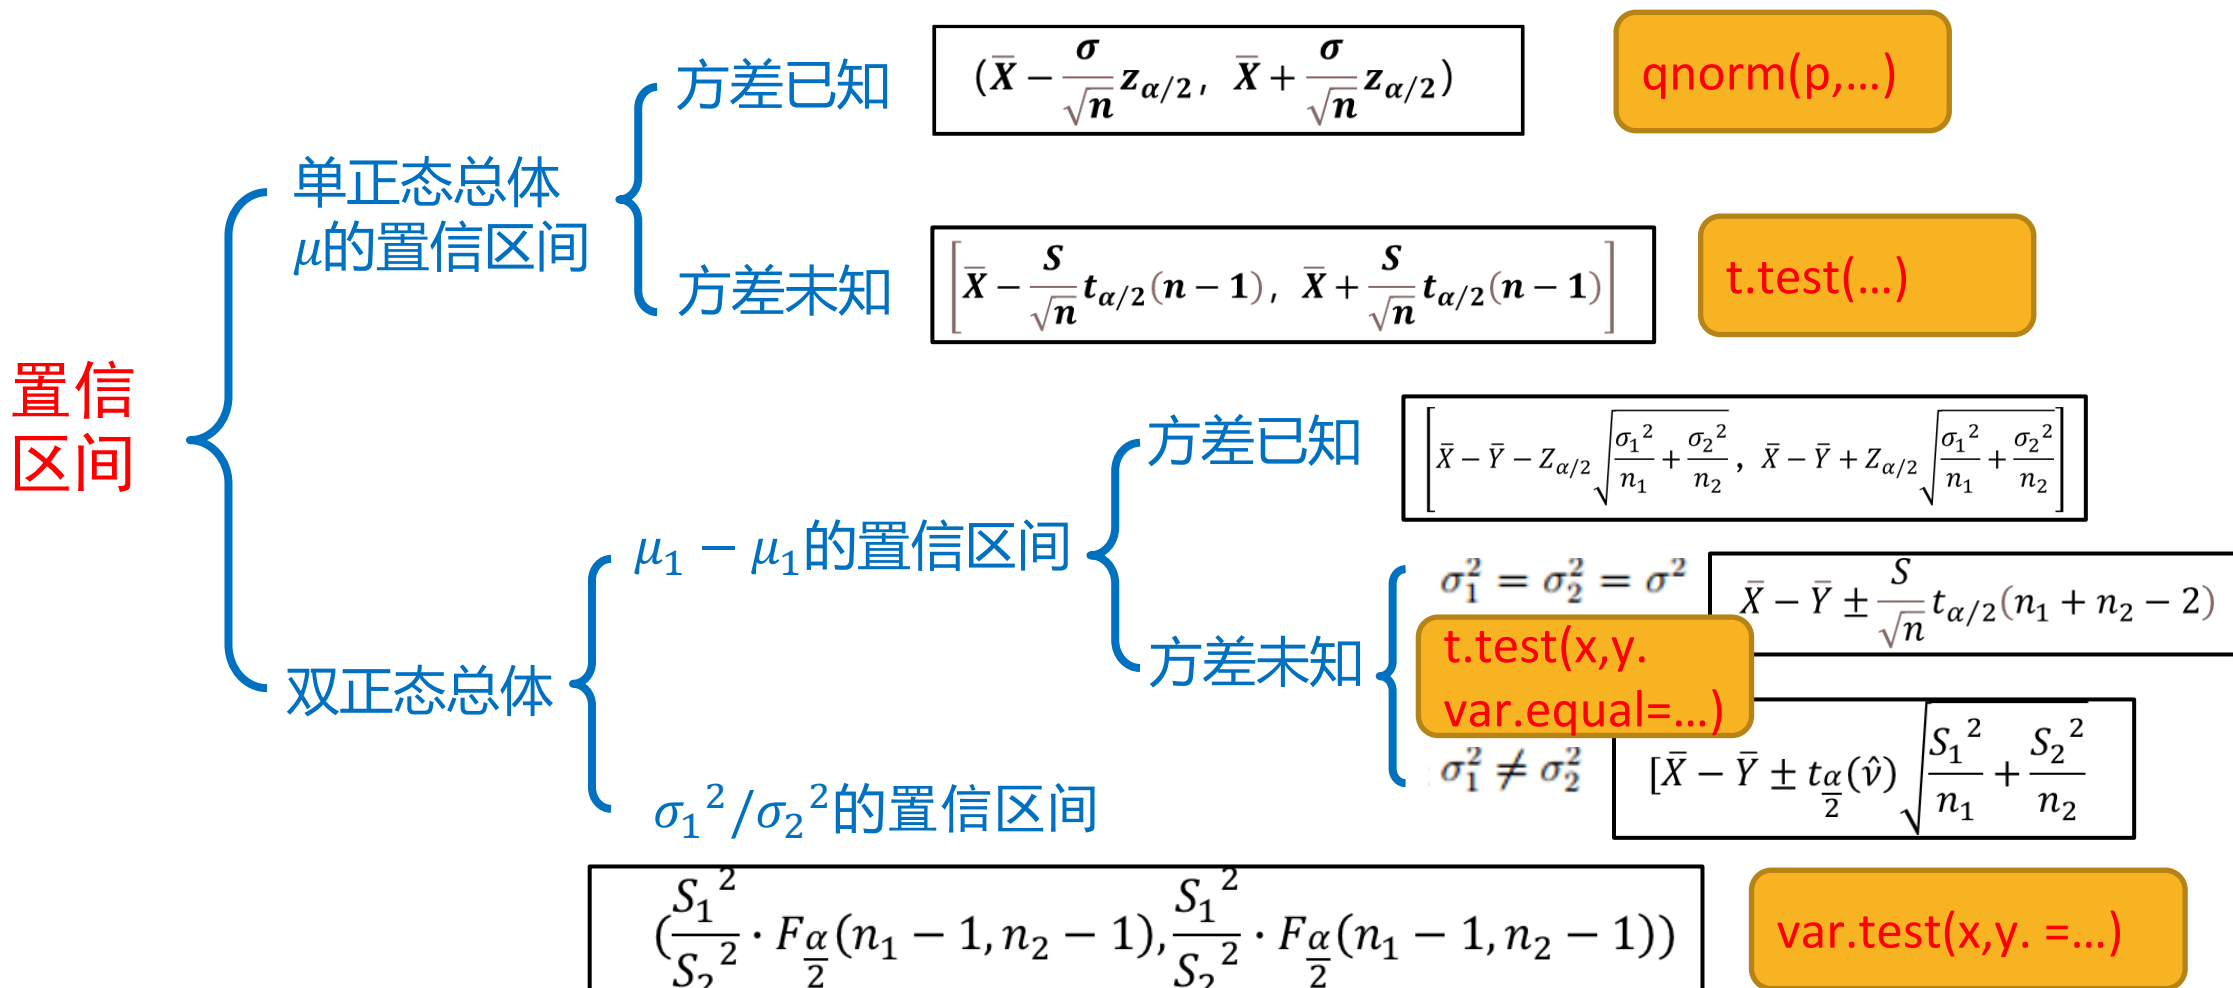 方差已知
(X̄ − σ/√n z_{α/2}, X̄ + σ/√n z_{α/2})
qnorm(p,...)
单正态总体
μ的置信区间
方差未知
[X̄ − S/√n t_{α/2}(n − 1), X̄ + S/√n t_{α/2}(n − 1)]
t.test(...)
置信
区间
方差已知
[X̄ − Ȳ − Z_{α/2}√(σ₁²/n₁ + σ₂²/n₂), X̄ − Ȳ + Z_{α/2}√(σ₁²/n₁ + σ₂²/n₂)]
μ₁ − μ₁的置信区间
σ₁² = σ₂² = σ²
X̄ − Ȳ ± S/√n t_{α/2}(n₁ + n₂ − 2)
双正态总体
方差未知
t.test(x,y.
var.equal=...)
σ₁² ≠ σ₂²
[X̄ − Ȳ ± t_{α/2}(ν̂)√(S₁²/n₁ + S₂²/n₂)
σ₁²/σ₂²的置信区间
(S₁²/S₂² · F_{α/2}(n₁ − 1, n₂ − 1), S₁²/S₂² · F_{α/2}(n₁ − 1, n₂ − 1))
var.test(x,y. =...)